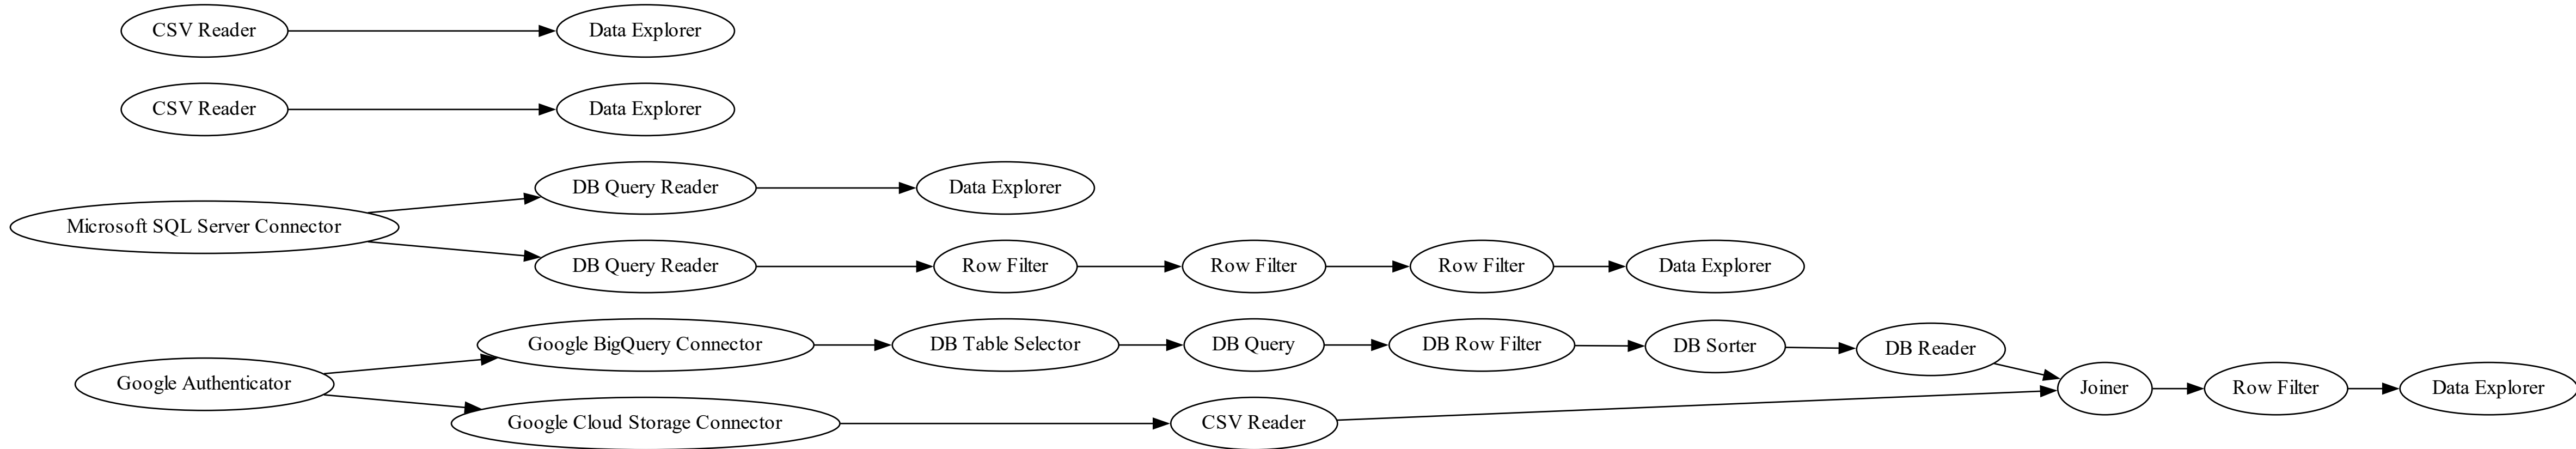 CSV Reader
Data Explorer
CSV Reader
Data Explorer
DB Query Reader
Data Explorer
Microsoft SQL Server Connector
DB Query Reader
Row Filter
Row Filter
Row Filter
Data Explorer
Google BigQuery Connector
DB Table Selector
DB Query
DB Row Filter
DB Sorter
DB Reader
Google Authenticator
Joiner
Row Filter
Data Explorer
Google Cloud Storage Connector
CSV Reader